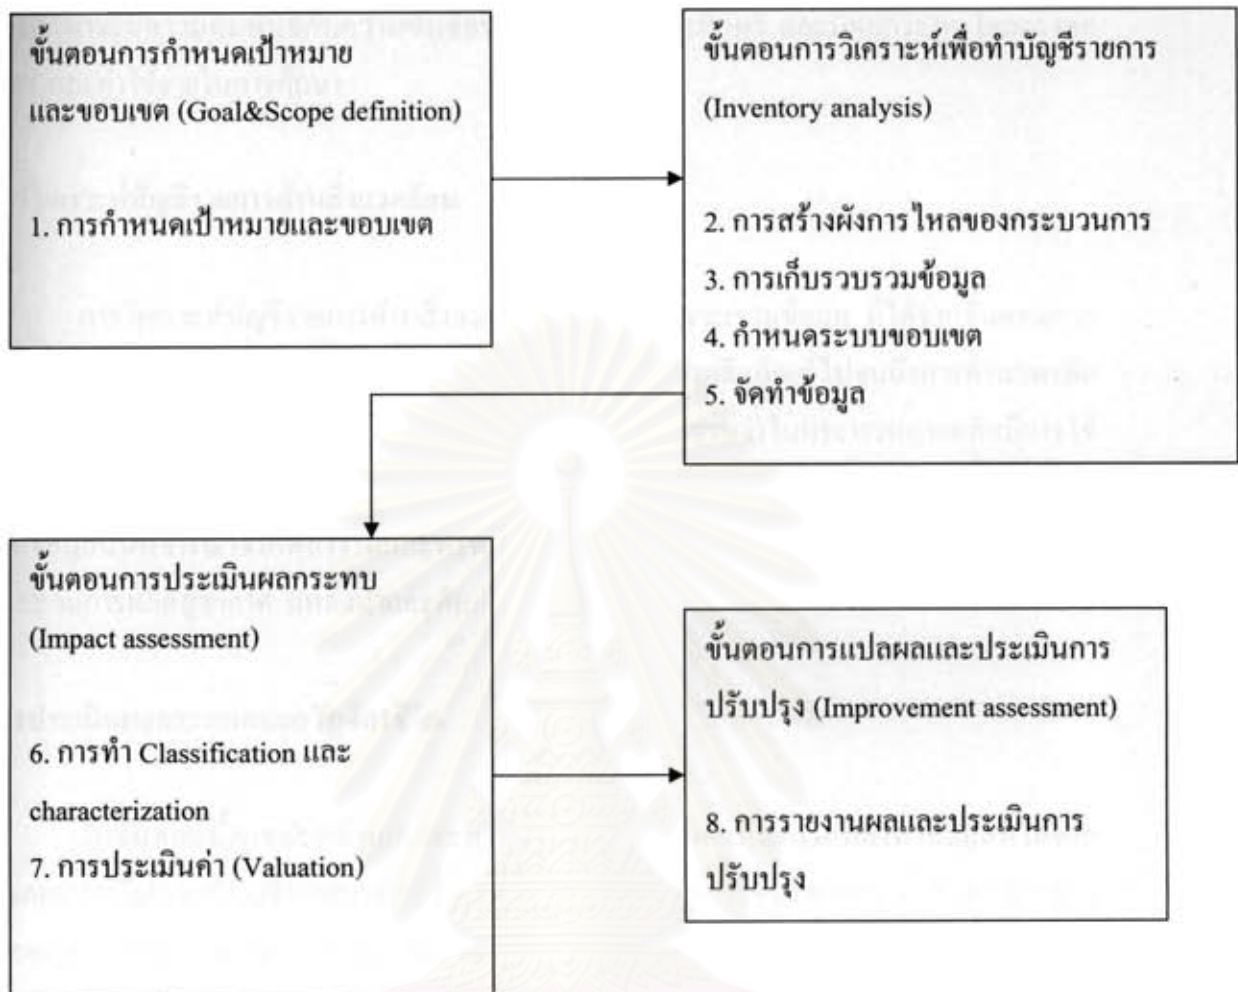 ขั้นตอนการกำหนดเป้าหมาย
และขอบเขต (Goal&Scope definition)
1. การกำหนดเป้าหมายและขอบเขต
ขั้นตอนการวิเคราะห์เพื่อทำบัญชีรายการ
(Inventory analysis)
2. การสร้างผังการไหลของกระบวนการ
3. การเก็บรวบรวมข้อมูล
4. กำหนดระบบขอบเขต
5. จัดทำข้อมูล
ขั้นตอนการประเมินผลกระทบ
(Impact assessment)
6. การทำ Classification และ
characterization
7. การประเมินค่า (Valuation)
ขั้นตอนการแปลผลและประเมินการ
ปรับปรุง (Improvement assessment)
8. การรายงานผลและประเมินการ
ปรับปรุง